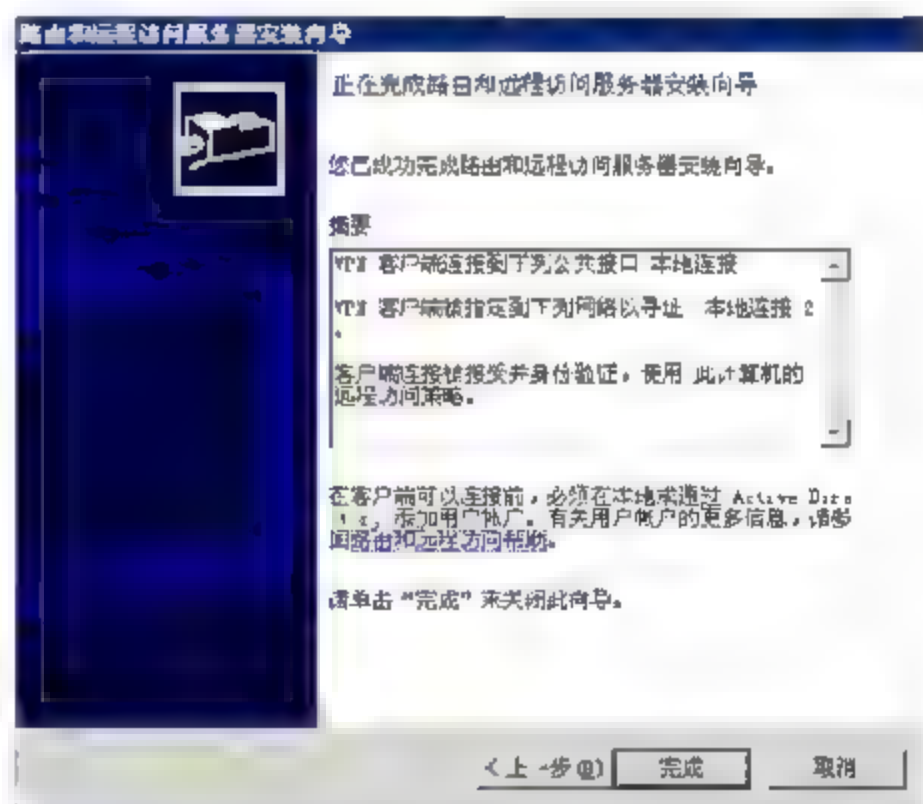 路由和远程访问服务器安装向导
正在完成路由和远程访问服务器安装向导
您已成功完成路由和远程访问服务器安装向导。
摘要
VPN 客户端连接到下列公共接口 本地连接
VPN 客户端被指定到下列网络以寻址 本地连接 2
。
客户端连接被接受并身份验证，使用 此计算机的
远程访问策略。
在客户端可以连接前，必须在本地或通过 Active Dire
添加用户帐户。有关用户帐户的更多信息，请参
阅路由和远程访问帮助。
请单击 “完成” 来关闭此向导。
<上一步(B) 完成 取消